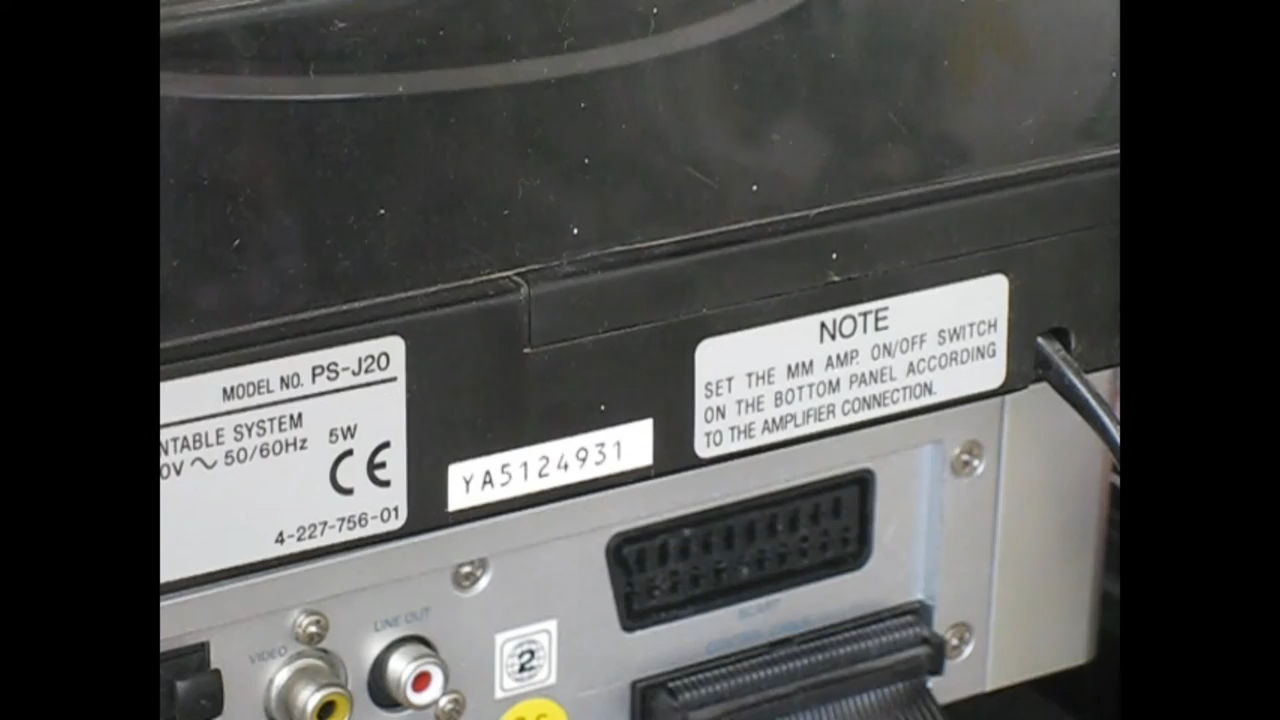 MODEL NO. PS-J20
NTABLE SYSTEM
0V ~ 50/60Hz 5W
CE
4-227-756-01
YA5124931
NOTE
SET THE MM AMP. ON/OFF SWITCH
ON THE BOTTOM PANEL ACCORDING
TO THE AMPLIFIER CONNECTION.
SCART
LINE OUT
VIDEO
2